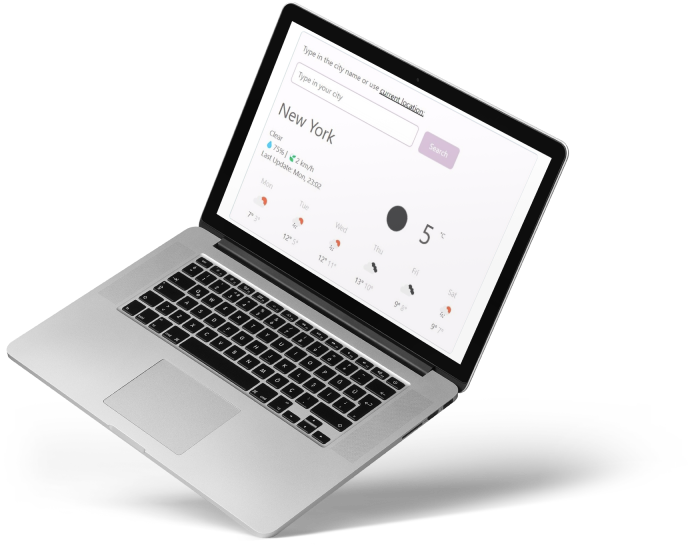 Type in the city name or use current location:
Type in your city
Search
New York
Clear
75% | 2 km/h
Last Update: Mon, 23:02
5 °C
Mon Tue Wed Thu Fri Sat
7° 3° 12° 5° 12° 11° 13° 10° 9° 8° 9° 7°